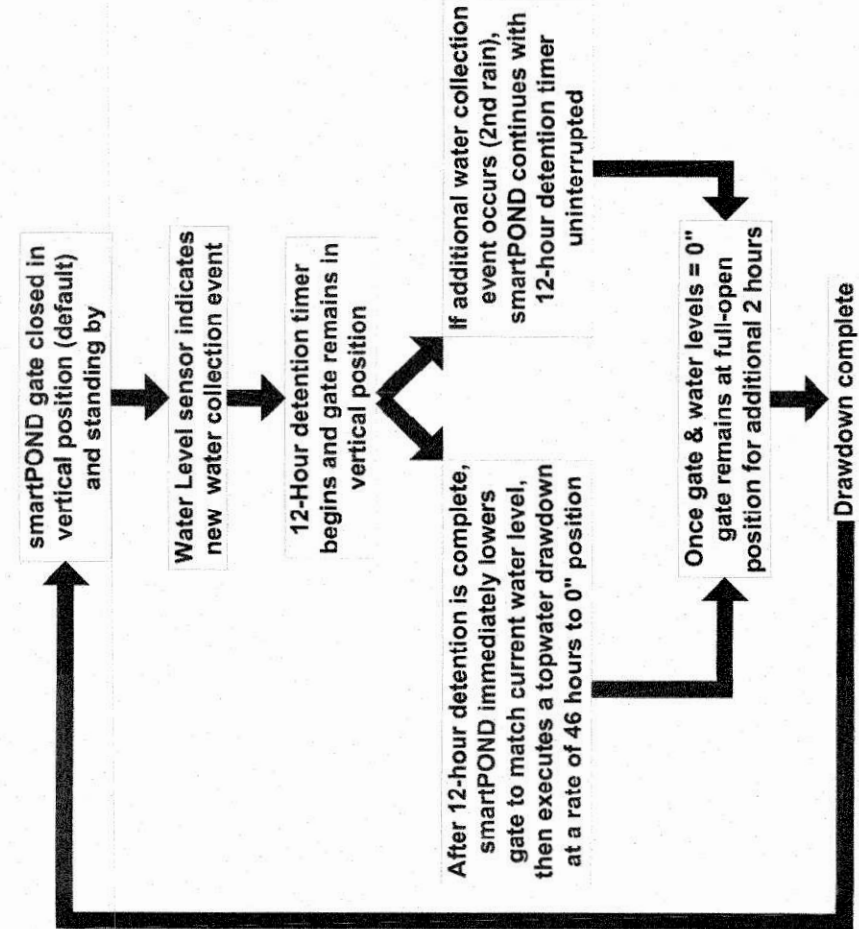 smartPOND gate closed in
vertical position (default)
and standing by
Water Level sensor indicates
new water collection event
12-Hour detention timer
begins and gate remains in
vertical position
After 12-hour detention is complete,
smartPOND immediately lowers
gate to match current water level,
then executes a topwater drawdown
at a rate of 46 hours to 0" position
If additional water collection
event occurs (2nd rain),
smartPOND continues with
12-hour detention timer
uninterrupted
Once gate & water levels = 0"
gate remains at full-open
position for additional 2 hours
Drawdown complete